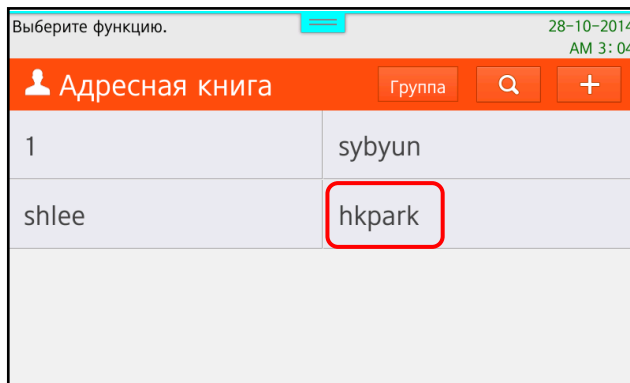 Выберите функцию.
28-10-2014
AM 3:04
Адресная книга Группа
1 sybyun
shlee hkpark